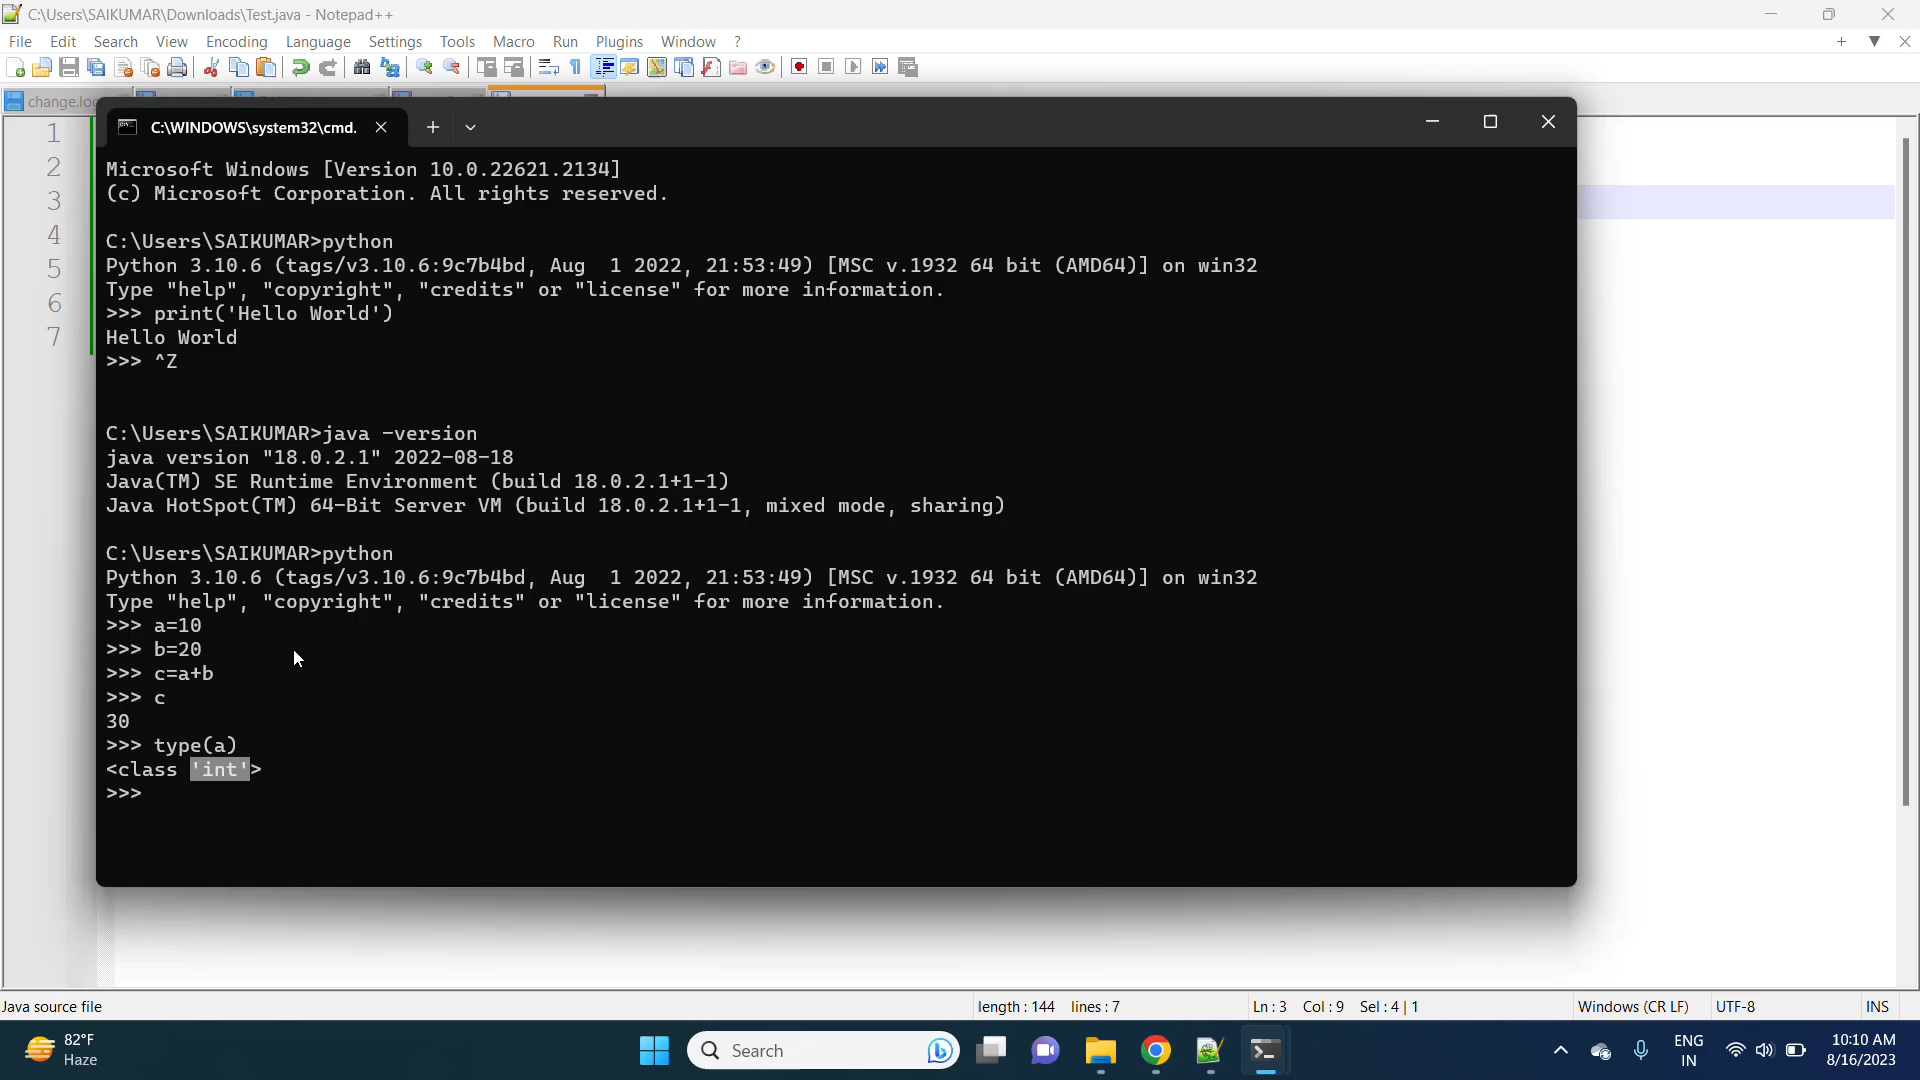 C:\Users\SAIKUMAR\Downloads\Test.java - Notepad++
File Edit Search View Encoding Language Settings Tools Macro Run Plugins Window ?
change.log
C:\WINDOWS\system32\cmd.
1
2
3
4
5
6
7
Microsoft Windows [Version 10.0.22621.2134]
(c) Microsoft Corporation. All rights reserved.
C:\Users\SAIKUMAR>python
Python 3.10.6 (tags/v3.10.6:9c7b4bd, Aug  1 2022, 21:53:49) [MSC v.1932 64 bit (AMD64)] on win32
Type "help", "copyright", "credits" or "license" for more information.
>>> print('Hello World')
Hello World
>>> ^Z
C:\Users\SAIKUMAR>java -version
java version "18.0.2.1" 2022-08-18
Java(TM) SE Runtime Environment (build 18.0.2.1+1-1)
Java HotSpot(TM) 64-Bit Server VM (build 18.0.2.1+1-1, mixed mode, sharing)
C:\Users\SAIKUMAR>python
Python 3.10.6 (tags/v3.10.6:9c7b4bd, Aug  1 2022, 21:53:49) [MSC v.1932 64 bit (AMD64)] on win32
Type "help", "copyright", "credits" or "license" for more information.
>>> a=10
>>> b=20
>>> c=a+b
>>> c
30
>>> type(a)
<class 'int'>
>>>
Java source file length : 144 lines : 7 Ln : 3 Col : 9 Sel : 4 | 1 Windows (CR LF) UTF-8 INS
82°F
Haze
Search
ENG
IN
10:10 AM
8/16/2023